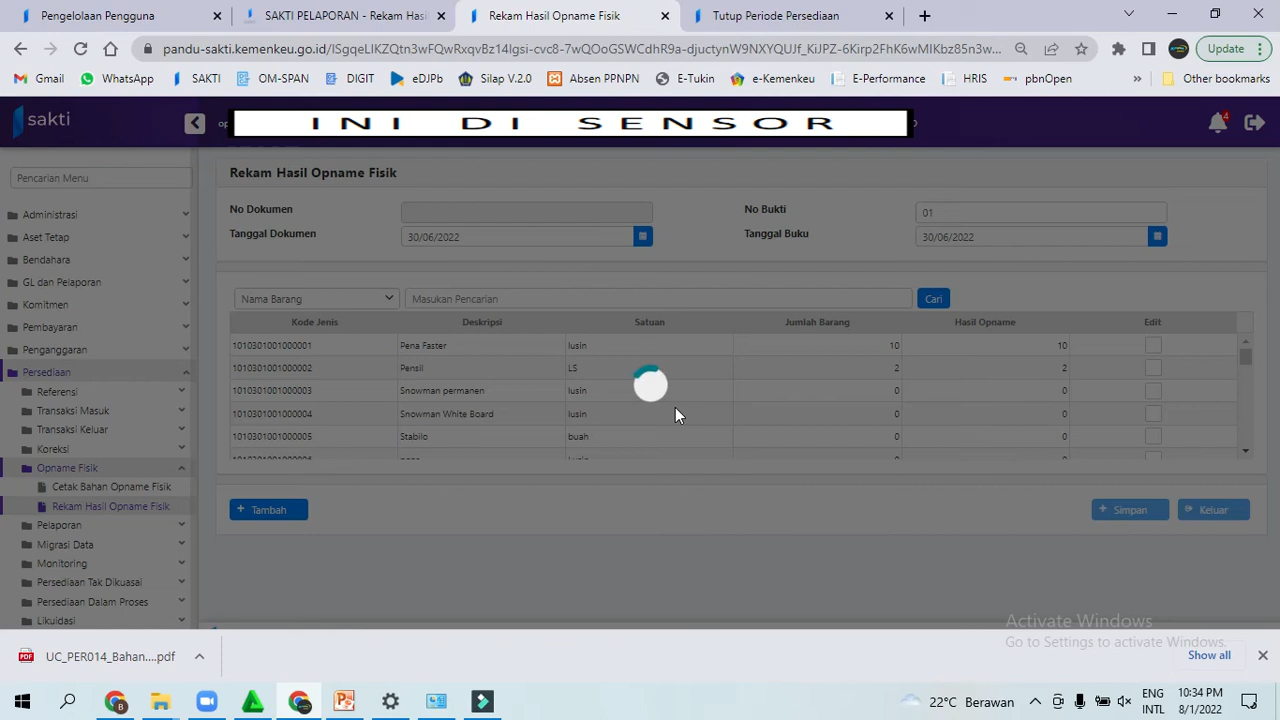 Pengelolaan Pengguna
SAKTI PELAPORAN - Rekam Hasil
Rekam Hasil Opname Fisik
Tutup Periode Persediaan
pandu-sakti.kemenkeu.go.id/
Update
Gmail
WhatsApp
SAKTI
OM-SPAN
DIGIT
eDJPb
Silap V.2.0
Absen PPNPN
E-Tukin
e-Kemenkeu
E-Performance
HRIS
pbnOpen
»
Other bookmarks
sakti
INI DI SENSOR
4
Pencarian Menu
Administrasi
Aset Tetap
Bendahara
GL dan Pelaporan
Komitmen
Pembayaran
Penganggaran
Persediaan
Referensi
Transaksi Masuk
Transaksi Keluar
Koreksi
Opname Fisik
Cetak Bahan Opname Fisik
Rekam Hasil Opname Fisik
Pelaporan
Migrasi Data
Monitoring
Persediaan Tak Dikuasai
Persediaan Dalam Proses
Likuidasi
Rekam Hasil Opname Fisik
No Dokumen
No Bukti 01
Tanggal Dokumen 30/06/2022
Tanggal Buku 30/06/2022
Nama Barang Masukan Pencarian Cari
Kode Jenis Deskripsi Satuan Jumlah Barang Hasil Opname Edit
1010301001000001 Pena Faster lusin 10 10
1010301001000002 Pensil LS 2 2
1010301001000003 Snowman permanen lusin 0 0
1010301001000004 Snowman White Board lusin 0 0
1010301001000005 Stabilo buah 0 0
+ Tambah
+ Simpan
Keluar
Activate Windows
Go to Settings to activate Windows.
UC_PER014_Bahan....pdf
Show all
22°C Berawan
ENG
INTL
10:34 PM
8/1/2022